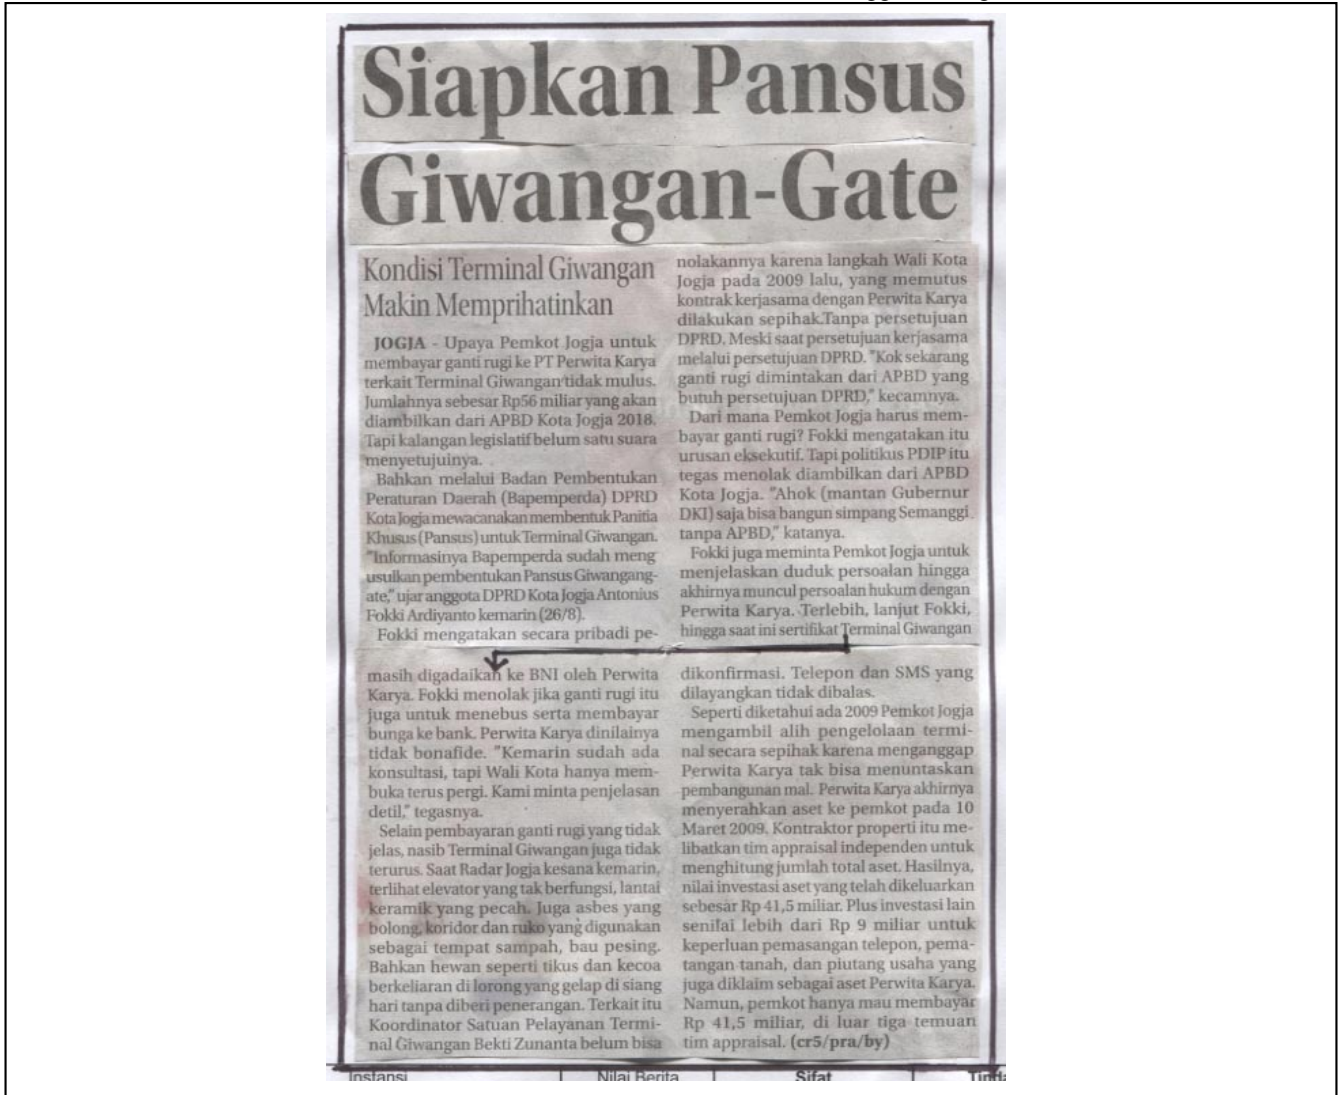 Siapkan Pansus
Giwangan-Gate
Kondisi Terminal Giwangan
Makin Memprihatinkan
JOGJA - Upaya Pemkot Jogja untuk
membayar ganti rugi ke PT Perwita Karya
terkait Terminal Giwangan tidak mulus.
Jumlahnya sebesar Rp56 miliar yang akan
diambilkan dari APBD Kota Jogja 2018.
Tapi kalangan legislatif belum satu suara
menyetujuinya.
Bahkan melalui Badan Pembentukan
Peraturan Daerah (Bapemperda) DPRD
Kota Jogja mewacanakan membentuk Panitia
Khusus (Pansus) untuk Terminal Giwangan.
"Informasinya Bapemperda sudah meng
usulkan pembentukan Pansus Giwangang-
ate," ujar anggota DPRD Kota Jogja Antonius
Fokki Ardiyanto kemarin (26/8).
Fokki mengatakan secara pribadi pe-
nolakannya karena langkah Wali Kota
Jogja pada 2009 lalu, yang memutus
kontrak kerjasama dengan Perwita Karya
dilakukan sepihak.Tanpa persetujuan
DPRD. Meski saat persetujuan kerjasama
melalui persetujuan DPRD. "Kok sekarang
ganti rugi dimintakan dari APBD yang
butuh persetujuan DPRD," kecamnya.
Dari mana Pemkot Jogja harus mem-
bayar ganti rugi? Fokki mengatakan itu
urusan eksekutif. Tapi politikus PDIP itu
tegas menolak diambilkan dari APBD
Kota Jogja. "Ahok (mantan Gubernur
DKI) saja bisa bangun simpang Semanggi
tanpa APBD," katanya.
Fokki juga meminta Pemkot Jogja untuk
menjelaskan duduk persoalan hingga
akhirnya muncul persoalan hukum dengan
Perwita Karya. Terlebih, lanjut Fokki,
hingga saat ini sertifikat Terminal Giwangan
masih digadaikan ke BNI oleh Perwita
Karya. Fokki menolak jika ganti rugi itu
juga untuk menebus serta membayar
bunga ke bank. Perwita Karya dinilainya
tidak bonafide. "Kemarin sudah ada
konsultasi, tapi Wali Kota hanya mem-
buka terus pergi. Kami minta penjelasan
detil," tegasnya.
Selain pembayaran ganti rugi yang tidak
jelas, nasib Terminal Giwangan juga tidak
terurus. Saat Radar Jogja kesana kemarin,
terlihat elevator yang tak berfungsi, lantai
keramik yang pecah. Juga asbes yang
bolong, koridor dan ruko yang digunakan
sebagai tempat sampah, bau pesing.
Bahkan hewan seperti tikus dan kecoa
berkeliaran di lorong yang gelap di siang
hari tanpa diberi penerangan. Terkait itu
Koordinator Satuan Pelayanan Termi-
nal Giwangan Bekti Zunanta belum bisa
dikonfirmasi. Telepon dan SMS yang
dilayangkan tidak dibalas.
Seperti diketahui ada 2009 Pemkot Jogja
mengambil alih pengelolaan termi-
nal secara sepihak karena menganggap
Perwita Karya tak bisa menuntaskan
pembangunan mal. Perwita Karya akhirnya
menyerahkan aset ke pemkot pada 10
Maret 2009. Kontraktor properti itu me-
libatkan tim appraisal independen untuk
menghitung jumlah total aset. Hasilnya,
nilai investasi aset yang telah dikeluarkan
sebesar Rp 41,5 miliar. Plus investasi lain
senilai lebih dari Rp 9 miliar untuk
keperluan pemasangan telepon, pema-
tangan tanah, dan piutang usaha yang
juga diklaim sebagai aset Perwita Karya.
Namun, pemkot hanya mau membayar
Rp 41,5 miliar, di luar tiga temuan
tim appraisal. (cr5/pra/by)
Instansi Nilai Berita Sifat